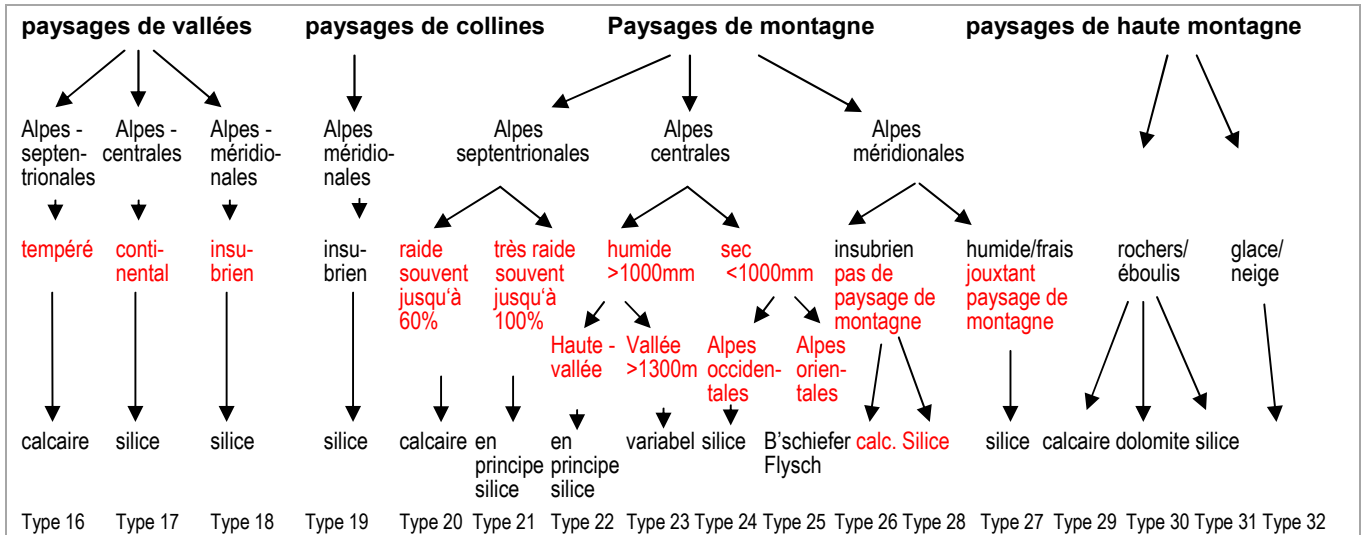 paysages de vallées paysages de collines Paysages de montagne paysages de haute montagne
Alpes - septen- trionales
Alpes - centrales
Alpes - méridio- nales
Alpes méridio- nales
Alpes septentrionales
Alpes centrales
Alpes méridionales
tempéré
conti- nental
insu- brien
insu- brien
raide souvent jusqu‘à 60%
très raide souvent jusqu‘à 100%
humide >1000mm
sec <1000mm
insubrien pas de paysage de montagne
humide/frais jouxtant paysage de montagne
rochers/ éboulis
glace/ neige
Haute - vallée
Vallée >1300m
Alpes occiden- tales
Alpes orien- tales
calcaire
silice
silice
silice
calcaire
en principe silice
en principe silice
variabel
silice
B'schiefer Flysch
calc. Silice
silice
calcaire dolomite silice
Type 16 Type 17 Type 18 Type 19 Type 20 Type 21 Type 22 Type 23 Type 24 Type 25 Type 26 Type 28 Type 27 Type 29 Type 30 Type 31 Type 32